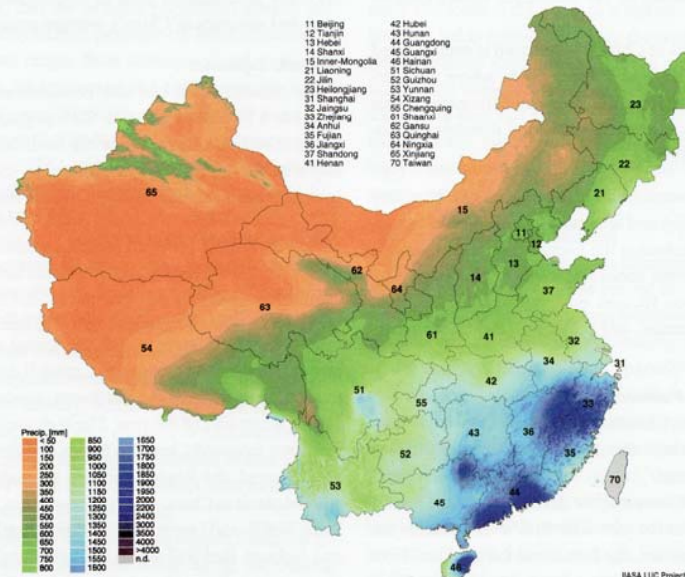 11 Beijing
12 Tianjin
13 Hebei
14 Shanxi
15 Inner-Mongolia
21 Liaoning
22 Jilin
23 Heilongjiang
31 Shanghai
32 Jaingsu
33 Zhejiang
34 Anhui
35 Fujian
36 Jiangxi
37 Shandong
41 Henan
42 Hubei
43 Hunan
44 Guangdong
45 Guangxi
46 Hainan
51 Sichuan
52 Guizhou
53 Yunnan
54 Xizang
55 Chengquing
61 Shaanxi
62 Gansu
63 Quinghai
64 Ningxia
65 Xinjiang
70 Taiwan
23
22
21
65
15
11
12
13
14
62
64
63
37
61
41
32
54
34
31
42
51
55
33
43
36
52
35
53
45
44
70
46
Precip. [mm]
< 50
100
150
200
250
300
350
400
450
500
550
600
650
700
750
800
850
900
950
1000
1050
1100
1150
1200
1250
1300
1350
1400
1450
1500
1550
1600
1650
1700
1750
1800
1850
1900
1950
2000
2200
2400
3000
3500
4000
>4000
n.d.
IIASA LUC Project